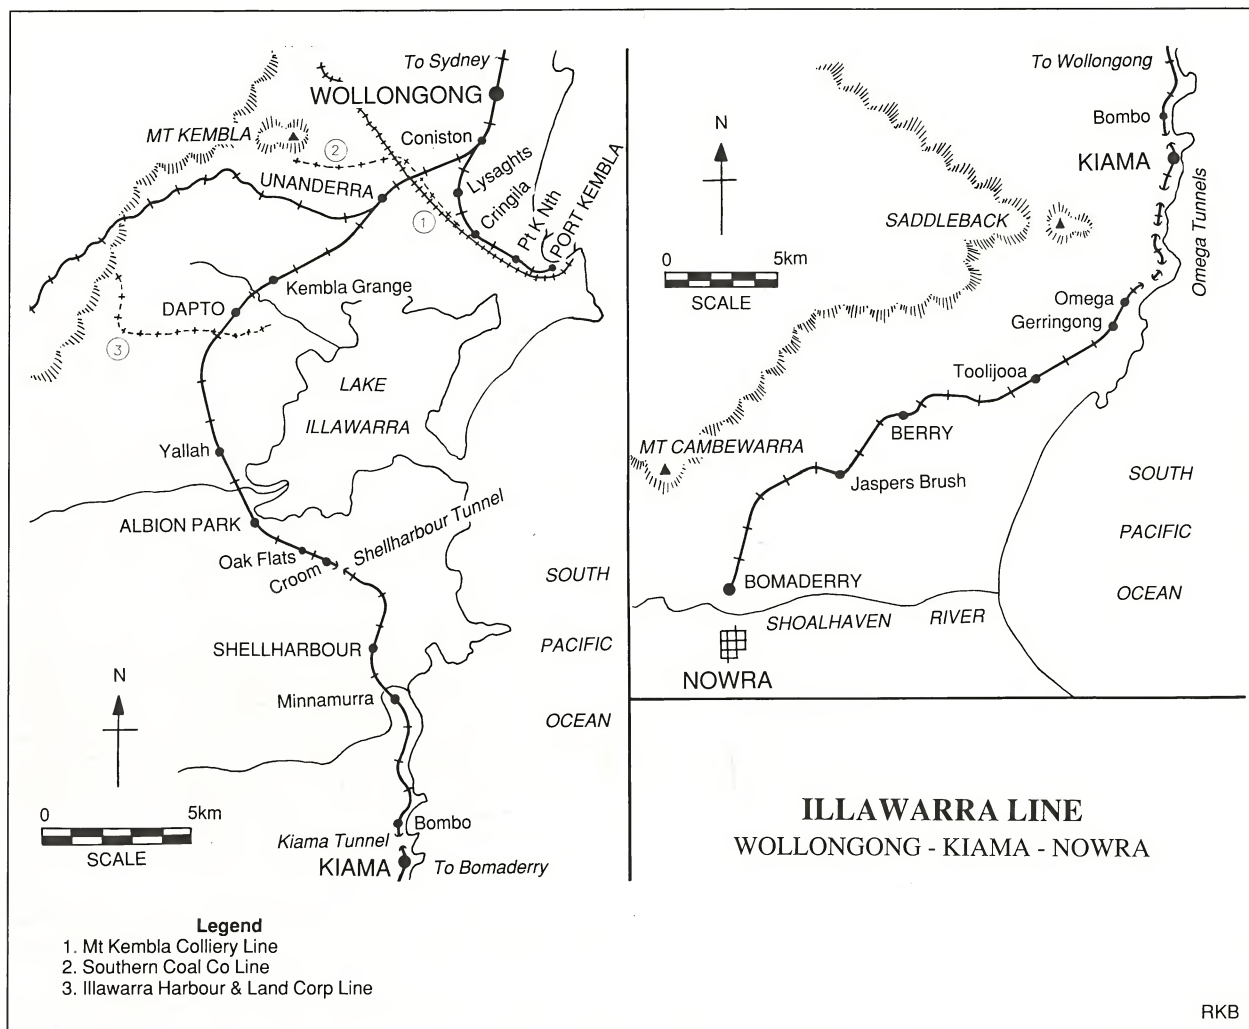 To Sydney
WOLLONGONG
MT KEMBLA
2
Coniston
UNANDERRA
Lysaghts
1
Cringila
Pt K Nth
PORT KEMBLA
Kembla Grange
DAPTO
3
LAKE
ILLAWARRA
Yallah
ALBION PARK
Oak Flats
Croom
Shellharbour Tunnel
SOUTH
PACIFIC
OCEAN
SHELLHARBOUR
Minnamurra
N
0 5km
SCALE
Bombo
Kiama Tunnel
KIAMA
To Bomaderry
Legend
1. Mt Kembla Colliery Line
2. Southern Coal Co Line
3. Illawarra Harbour & Land Corp Line
To Wollongong
Bombo
N
KIAMA
SADDLEBACK
Omega Tunnels
0 5km
SCALE
Omega
Gerringong
Toolijooa
BERRY
MT CAMBEWARRA
Jaspers Brush
SOUTH
PACIFIC
OCEAN
BOMADERRY
SHOALHAVEN RIVER
NOWRA
ILLAWARRA LINE
WOLLONGONG - KIAMA - NOWRA
RKB